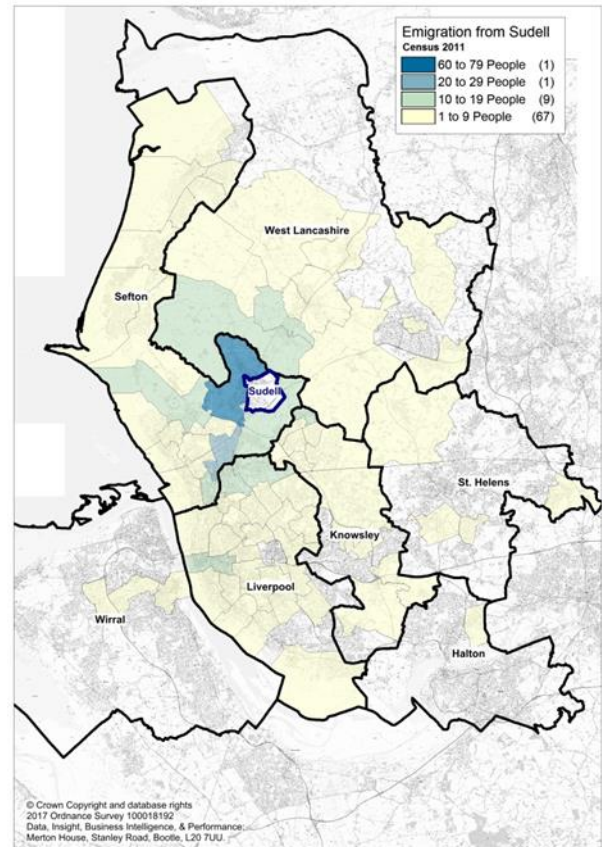 Emigration from Sudell
Census 2011
60 to 79 People (1)
20 to 29 People (1)
10 to 19 People (9)
1 to 9 People (67)
West Lancashire
Sefton
Sudell
St. Helens
Knowsley
Liverpool
Wirral
Halton
© Crown Copyright and database rights
2017 Ordnance Survey 100018192
Data, Insight, Business Intelligence, & Performance:
Merton House, Stanley Road, Bootle, L20 7UU.